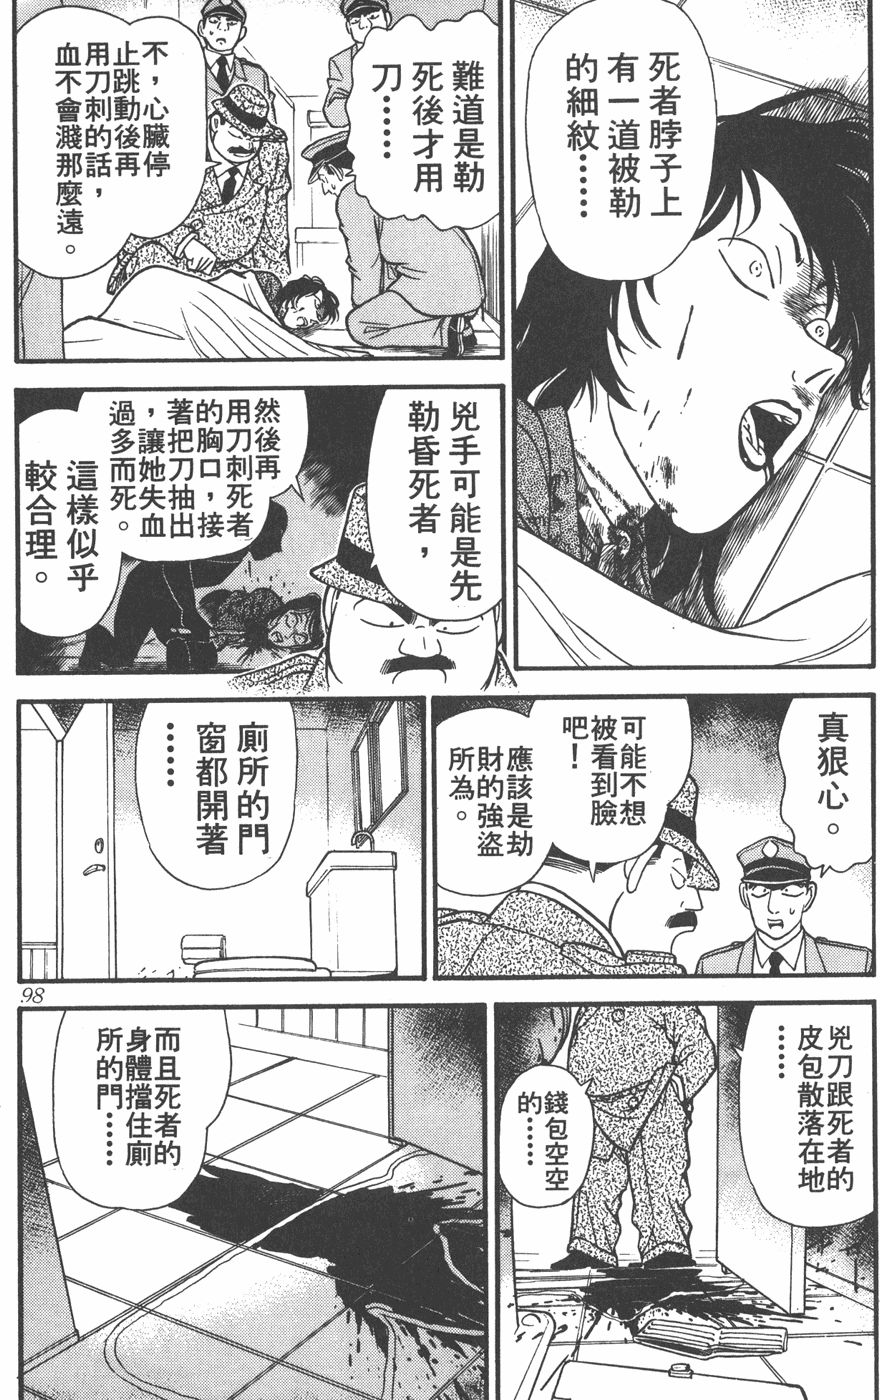 死者脖子上
有一道被勒
的細紋⋯⋯
難道是勒
死後才用
刀⋯⋯
不，心臟停
止跳動後再
用刀刺的話，
血不會濺那麼遠。
兇手可能是先
勒昏死者，
然後再
用刀刺死者
的胸口，接
著把刀抽出
，讓她失血
過多而死。
這樣似乎
較合理。
真狠心。
可能不想
被看到臉
吧！
應該是劫
財的強盜
所為。
廁所的門
窗都開著
⋯⋯
兇刀跟死者的
皮包散落在地
⋯⋯
錢包空空
的⋯⋯
而且死者的
身體擋住廁
所的門⋯⋯
98